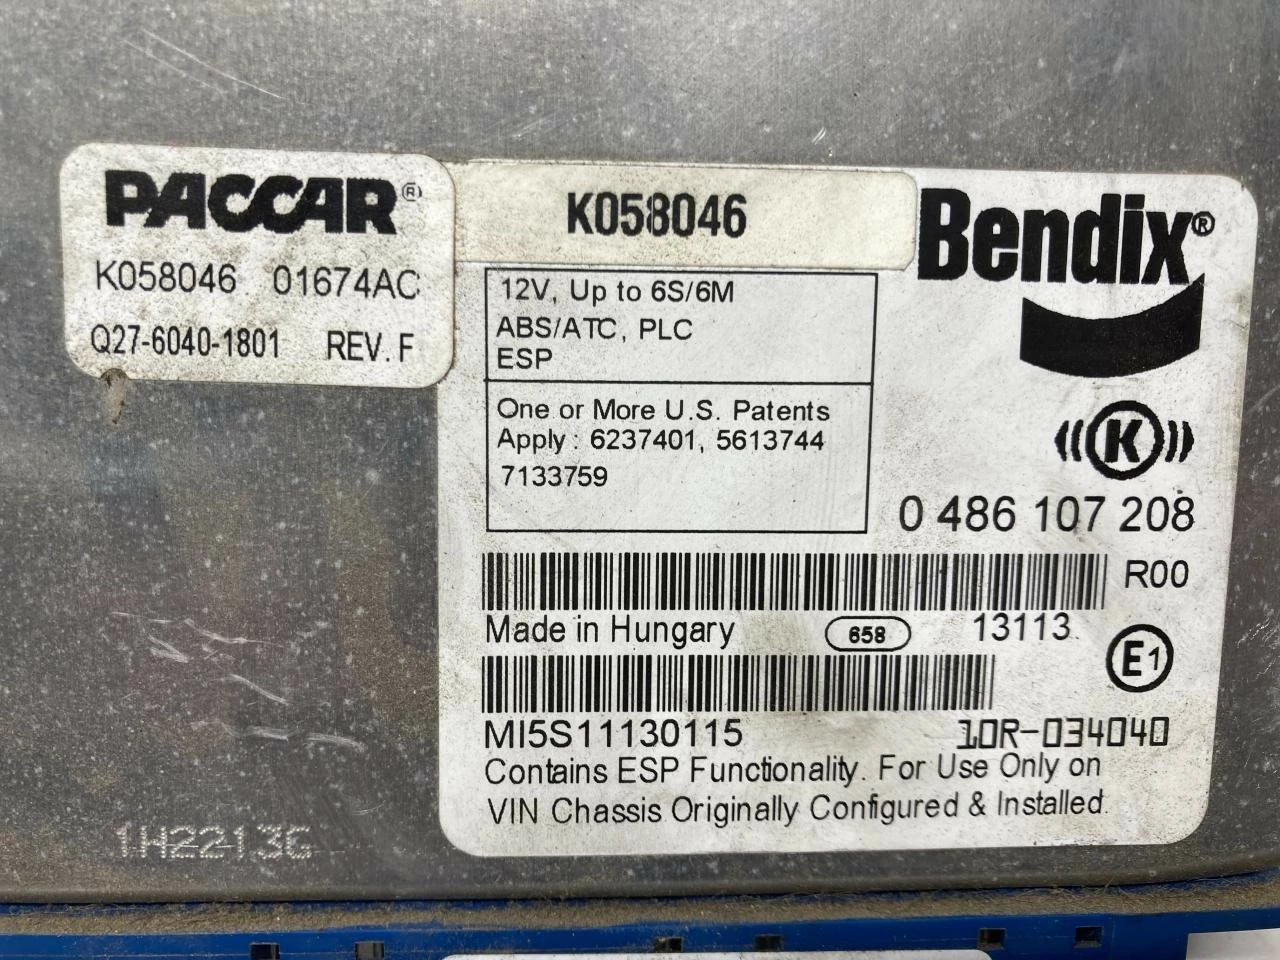 PACCAR®
K058046 01674AC
Q27-6040-1801 REV. F
K058046
Bendix®
12V, Up to 6S/6M
ABS/ATC, PLC
ESP
One or More U.S. Patents
Apply : 6237401, 5613744
7133759
((K))
0 486 107 208
R00
Made in Hungary 658 13113
E1
MI5S11130115 10R-034040
Contains ESP Functionality. For Use Only on
VIN Chassis Originally Configured & Installed.